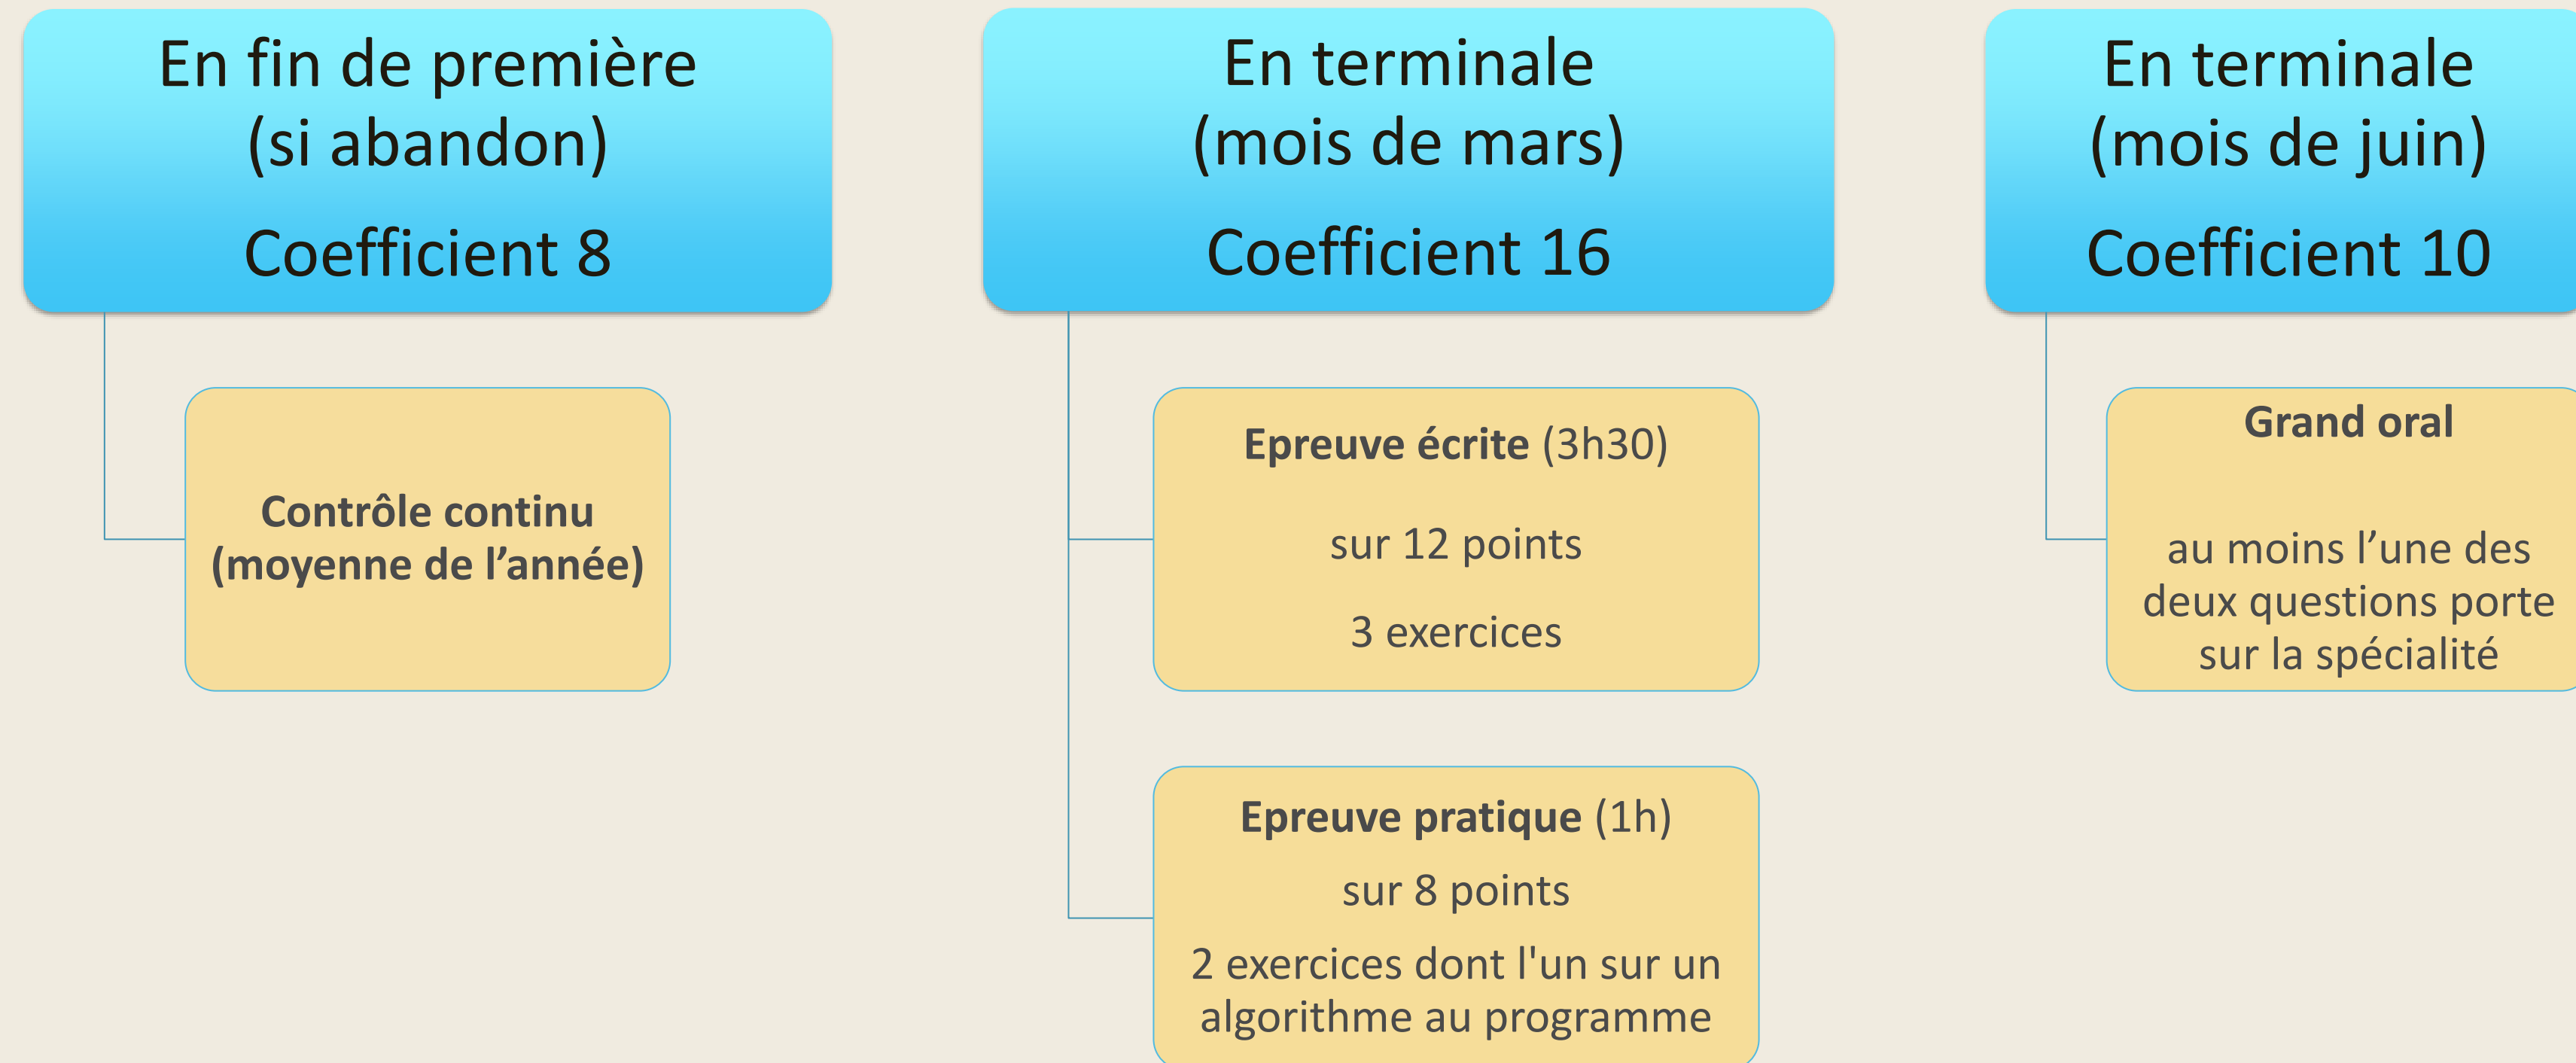 En fin de première
(si abandon)
Coefficient 8
Contrôle continu
(moyenne de l’année)
En terminale
(mois de mars)
Coefficient 16
Epreuve écrite (3h30)
sur 12 points
3 exercices
Epreuve pratique (1h)
sur 8 points
2 exercices dont l'un sur un
algorithme au programme
En terminale
(mois de juin)
Coefficient 10
Grand oral
au moins l’une des
deux questions porte
sur la spécialité